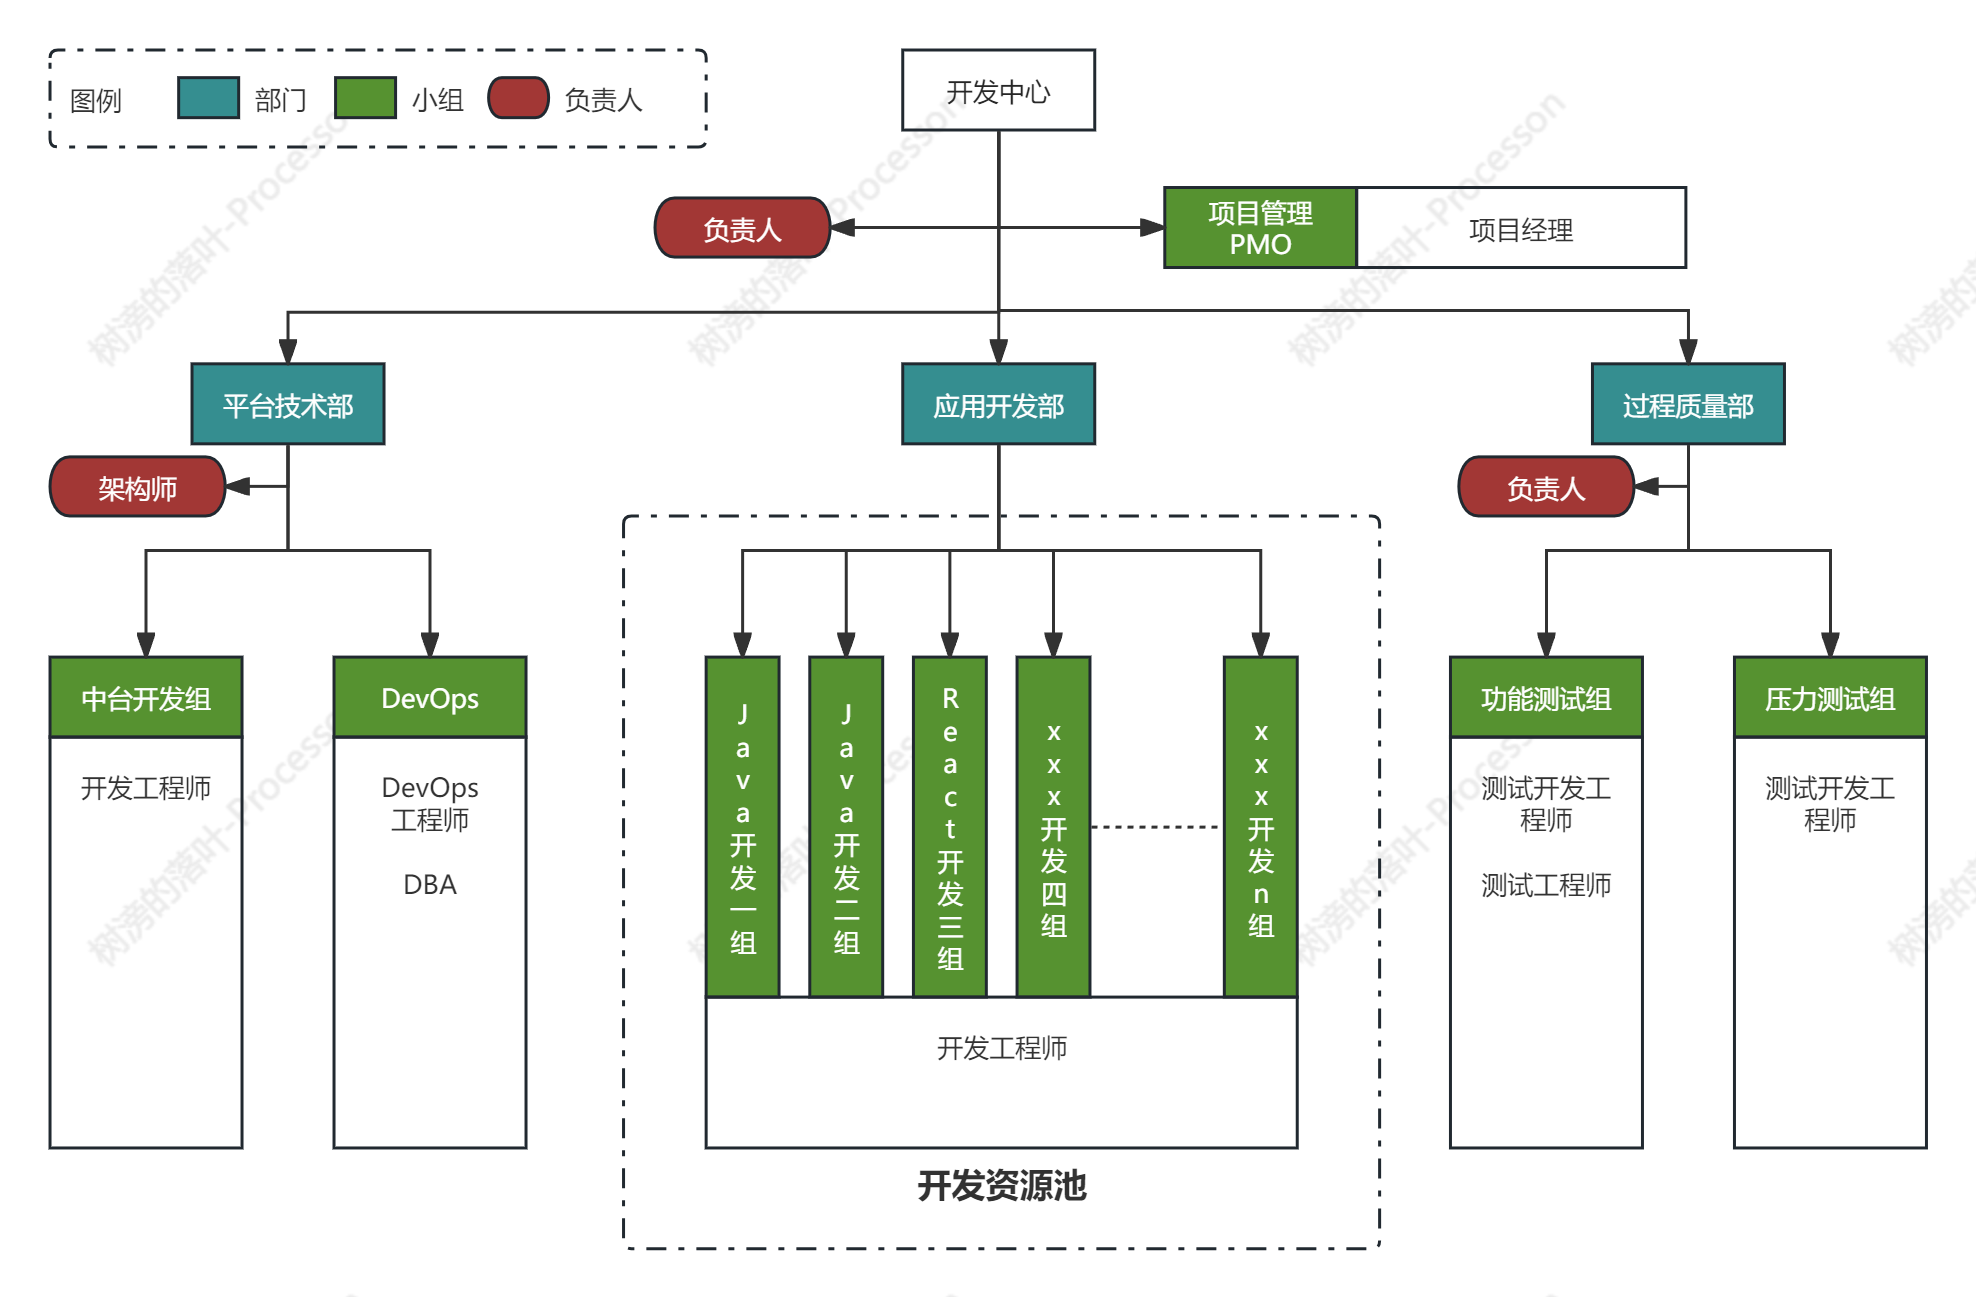 图例
部门
小组
负责人
开发中心
负责人
项目管理
PMO
项目经理
平台技术部
应用开发部
过程质量部
架构师
负责人
中台开发组
DevOps
Java开发一组
Java开发二组
React开发三组
xxx开发四组
xxx开发n组
功能测试组
压力测试组
开发工程师
DevOps
工程师
DBA
测试开发工
程师
测试工程师
测试开发工
程师
开发工程师
开发资源池